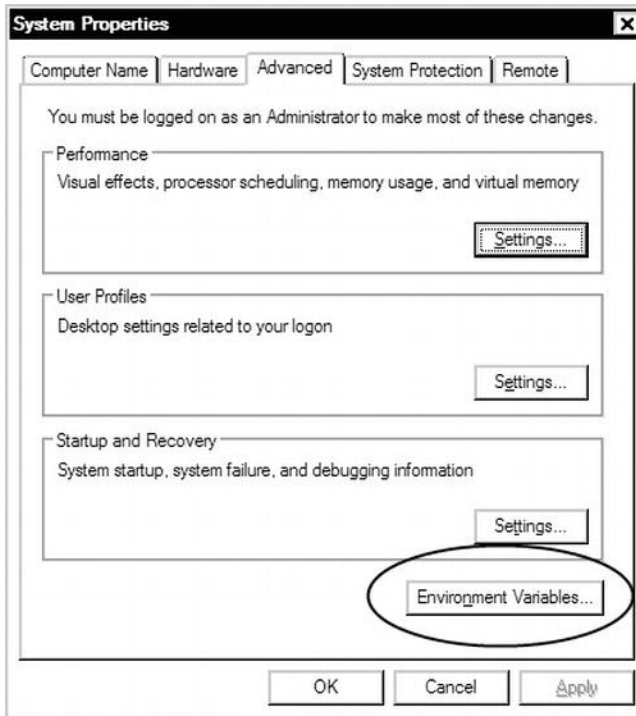 System Properties
Computer Name Hardware Advanced System Protection Remote
You must be logged on as an Administrator to make most of these changes.
Performance
Visual effects, processor scheduling, memory usage, and virtual memory
Settings...
User Profiles
Desktop settings related to your logon
Settings...
Startup and Recovery
System startup, system failure, and debugging information
Settings...
Environment Variables...
OK Cancel Apply